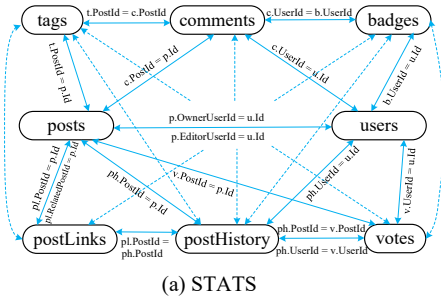 tags
t.PostId = c.PostId
comments
c.UserId = b.UserId
badges
t.PostId = p.Id
c.PostId = p.Id
c.UserId = u.Id
b.UserId = u.Id
posts
p.OwnerUserId = u.Id
p.EditorUserId = u.Id
users
pl.PostId = p.Id
pl.RelatedPostId = p.Id
ph.PostId = p.Id
v.PostId = p.Id
ph.UserId = u.Id
v.UserId = u.Id
postLinks
pl.PostId =
ph.PostId
postHistory
ph.PostId = v.PostId
ph.UserId = v.UserId
votes
(a) STATS